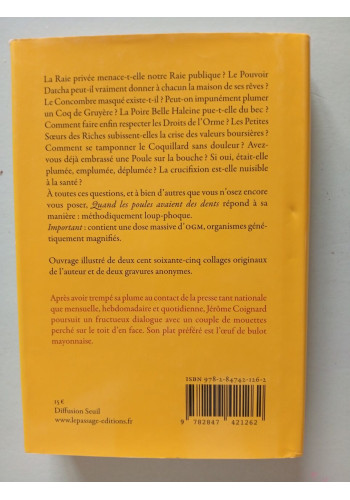 La Raie privée menace-t-elle notre Raie publique ? Le Pouvoir
Datcha peut-il vraiment donner à chacun la maison de ses rêves ?
Le Concombre masqué existe-t-il ? Peut-on impunément plumer
un Coq de Gruyère ? La Poire Belle Haleine pue-t-elle du bec ?
Comment faire enfin respecter les Droits de l'Orme ? Les Petites
Sœurs des Riches subissent-elles la crise des valeurs boursières ?
Comment se tamponner le Coquillard sans douleur ? Avez-
vous déjà embrassé une Poule sur la bouche ? Si oui, était-elle
plumée, emplumée, déplumée ? La crucifixion est-elle nuisible
à la santé ?
À toutes ces questions, et à bien d'autres que vous n'osez encore
vous poser, Quand les poules avaient des dents répond à sa
manière : méthodiquement loup-phoque.
Important : contient une dose massive d'OGM, organismes géné-
tiquement magnifiés.
Ouvrage illustré de deux cent soixante-cinq collages originaux
de l'auteur et de deux gravures anonymes.
Après avoir trempé sa plume au contact de la presse tant nationale
que mensuelle, hebdomadaire et quotidienne, Jérôme Coignard
poursuit un fructueux dialogue avec un couple de mouettes
perché sur le toit d'en face. Son plat préféré est l'œuf de bulot
mayonnaise.
15 €
Diffusion Seuil
www.lepassage-editions.fr
ISBN 978-2-84742-126-2
9 782847 421262